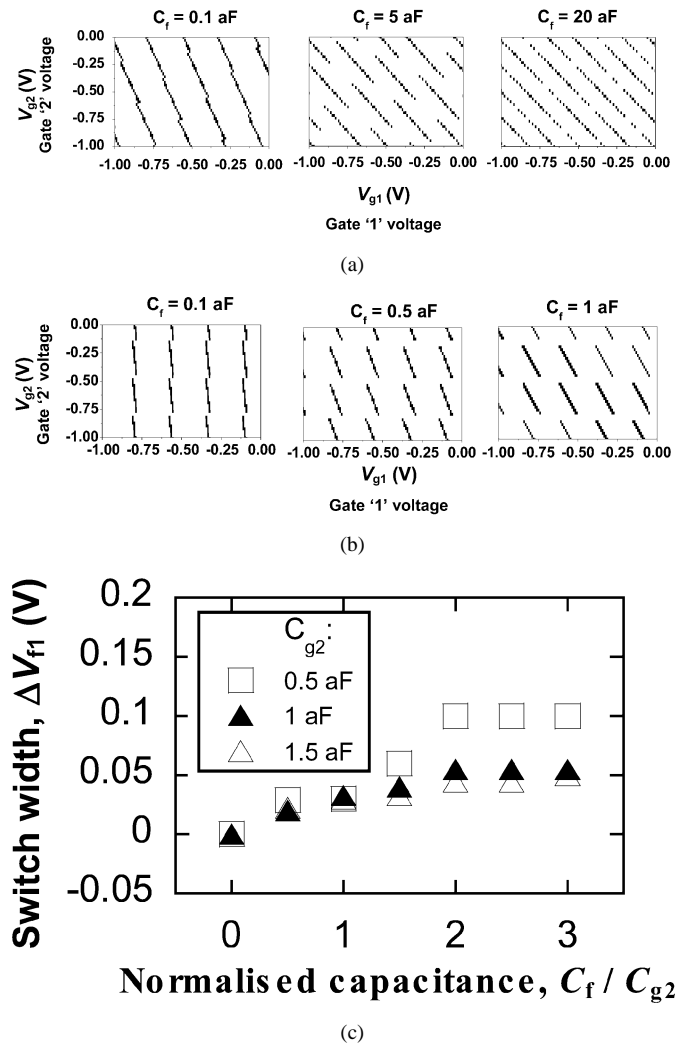 C_f = 0.1 aF
C_f = 5 aF
C_f = 20 aF
V_g2 (V)
Gate '2' voltage
0.00
-0.25
-0.50
-0.75
-1.00
-1.00 -0.75 -0.50 -0.25 0.00
-1.00 -0.75 -0.50 -0.25 0.00
-1.00 -0.75 -0.50 -0.25 0.00
V_g1 (V)
Gate '1' voltage
(a)
C_f = 0.1 aF
C_f = 0.5 aF
C_f = 1 aF
V_g2 (V)
Gate '2' voltage
0.00
-0.25
-0.50
-0.75
-1.00
-1.00 -0.75 -0.50 -0.25 0.00
-1.00 -0.75 -0.50 -0.25 0.00
-1.00 -0.75 -0.50 -0.25 0.00
V_g1 (V)
Gate '1' voltage
(b)
Switch width, ΔV_f1 (V)
0.2
0.15
0.1
0.05
0
-0.05
C_g2:
0.5 aF
1 aF
1.5 aF
0 1 2 3
Normalised capacitance, C_f / C_g2
(c)